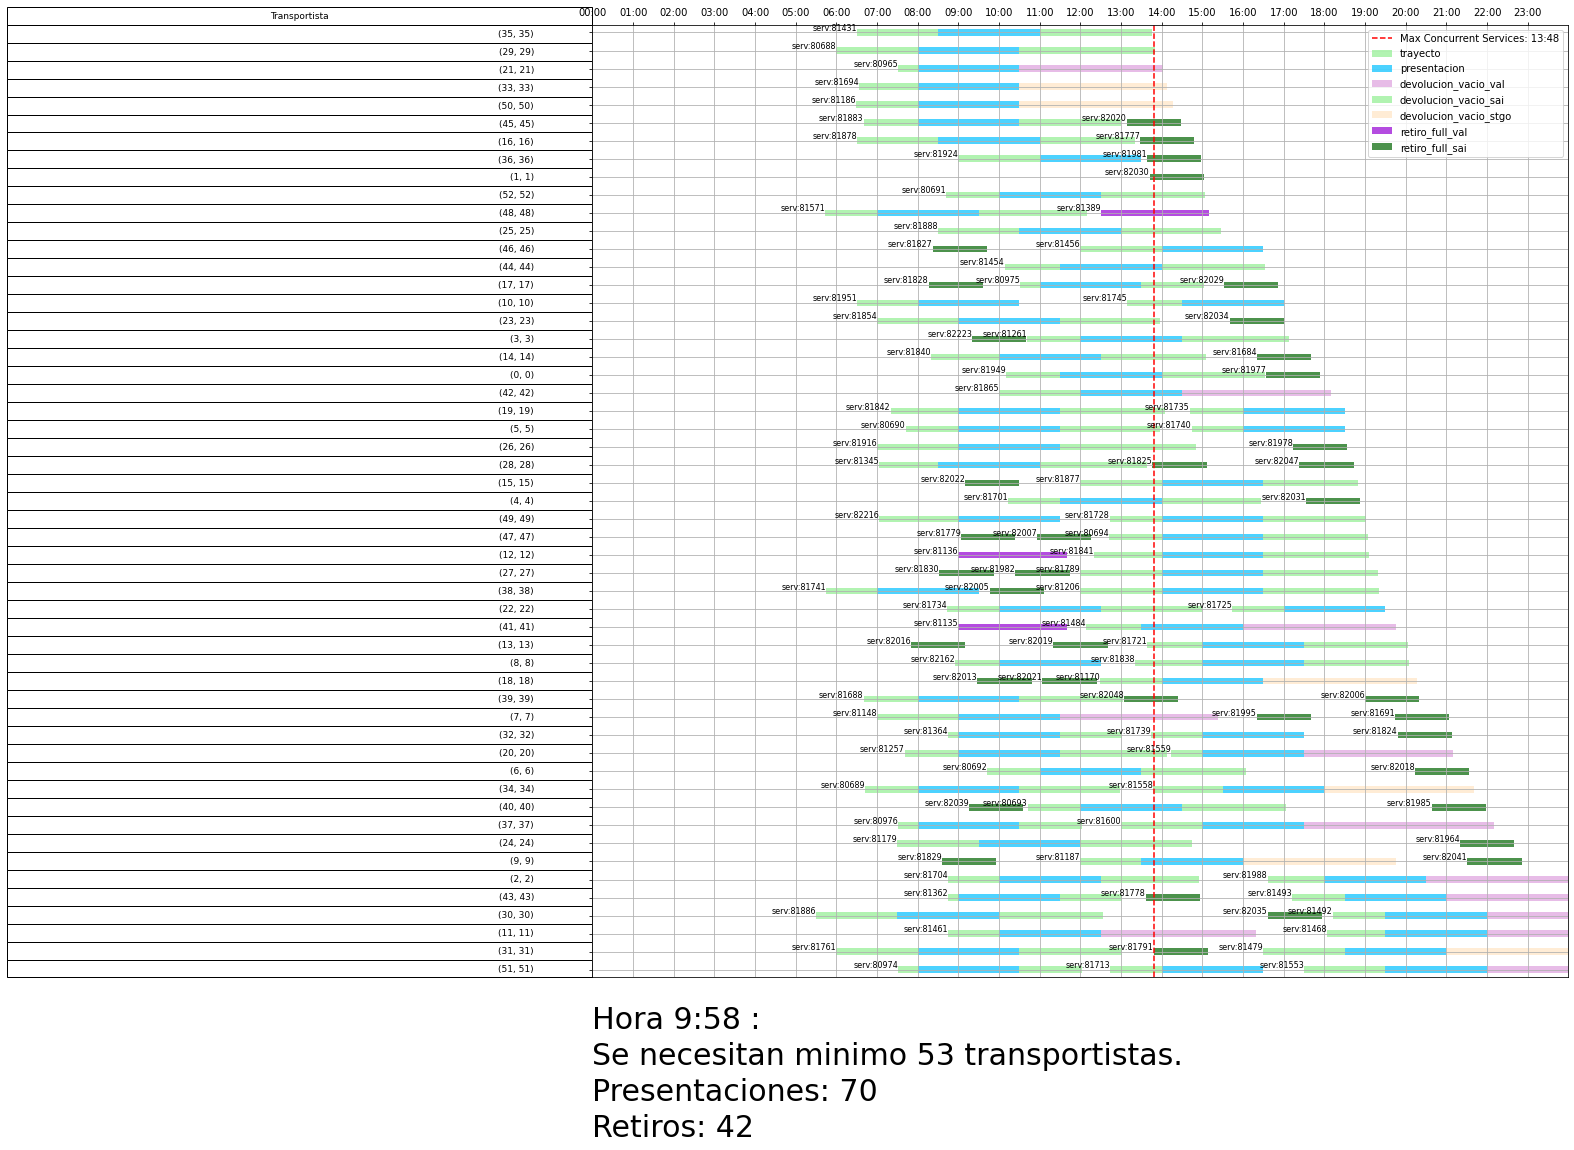 Transportista
00:00 01:00 02:00 03:00 04:00 05:00 06:00 07:00 08:00 09:00 10:00 11:00 12:00 13:00 14:00 15:00 16:00 17:00 18:00 19:00 20:00 21:00 22:00 23:00
Max Concurrent Services: 13:48
trayecto
presentacion
devolucion_vacio_val
devolucion_vacio_sai
devolucion_vacio_stgo
retiro_full_val
retiro_full_sai
(35, 35) serv:81431
(29, 29) serv:80688
(21, 21) serv:80965
(33, 33) serv:81694
(50, 50) serv:81186
(45, 45) serv:81883 serv:82020
(16, 16) serv:81878 serv:81777
(36, 36) serv:81924 serv:81981
(1, 1) serv:82030
(52, 52) serv:80691
(48, 48) serv:81571 serv:81389
(25, 25) serv:81888
(46, 46) serv:81827 serv:81456
(44, 44) serv:81454
(17, 17) serv:81828 serv:80975 serv:82029
(10, 10) serv:81951 serv:81745
(23, 23) serv:81854 serv:82034
(3, 3) serv:82223 serv:81261
(14, 14) serv:81840 serv:81684
(0, 0) serv:81949 serv:81977
(42, 42) serv:81865
(19, 19) serv:81842 serv:81735
(5, 5) serv:80690 serv:81740
(26, 26) serv:81916 serv:81978
(28, 28) serv:81345 serv:81825 serv:82047
(15, 15) serv:82022 serv:81877
(4, 4) serv:81701 serv:82031
(49, 49) serv:82216 serv:81728
(47, 47) serv:81779 serv:82007 serv:80694
(12, 12) serv:81136 serv:81841
(27, 27) serv:81830 serv:81982 serv:81789
(38, 38) serv:81741 serv:82005 serv:81206
(22, 22) serv:81734 serv:81725
(41, 41) serv:81135 serv:81484
(13, 13) serv:82016 serv:82019 serv:81721
(8, 8) serv:82162 serv:81838
(18, 18) serv:82013 serv:82021 serv:81170
(39, 39) serv:81688 serv:82048 serv:82006
(7, 7) serv:81148 serv:81995 serv:81691
(32, 32) serv:81364 serv:81739 serv:81824
(20, 20) serv:81257 serv:81559
(6, 6) serv:80692 serv:82018
(34, 34) serv:80689 serv:81558
(40, 40) serv:82039 serv:80693 serv:81985
(37, 37) serv:80976 serv:81600
(24, 24) serv:81179 serv:81964
(9, 9) serv:81829 serv:81187 serv:82041
(2, 2) serv:81704 serv:81988
(43, 43) serv:81362 serv:81778 serv:81493
(30, 30) serv:81886 serv:82035 serv:81492
(11, 11) serv:81461 serv:81468
(31, 31) serv:81761 serv:81791 serv:81479
(51, 51) serv:80974 serv:81713 serv:81553
Hora 9:58 :
Se necesitan minimo 53 transportistas.
Presentaciones: 70
Retiros: 42